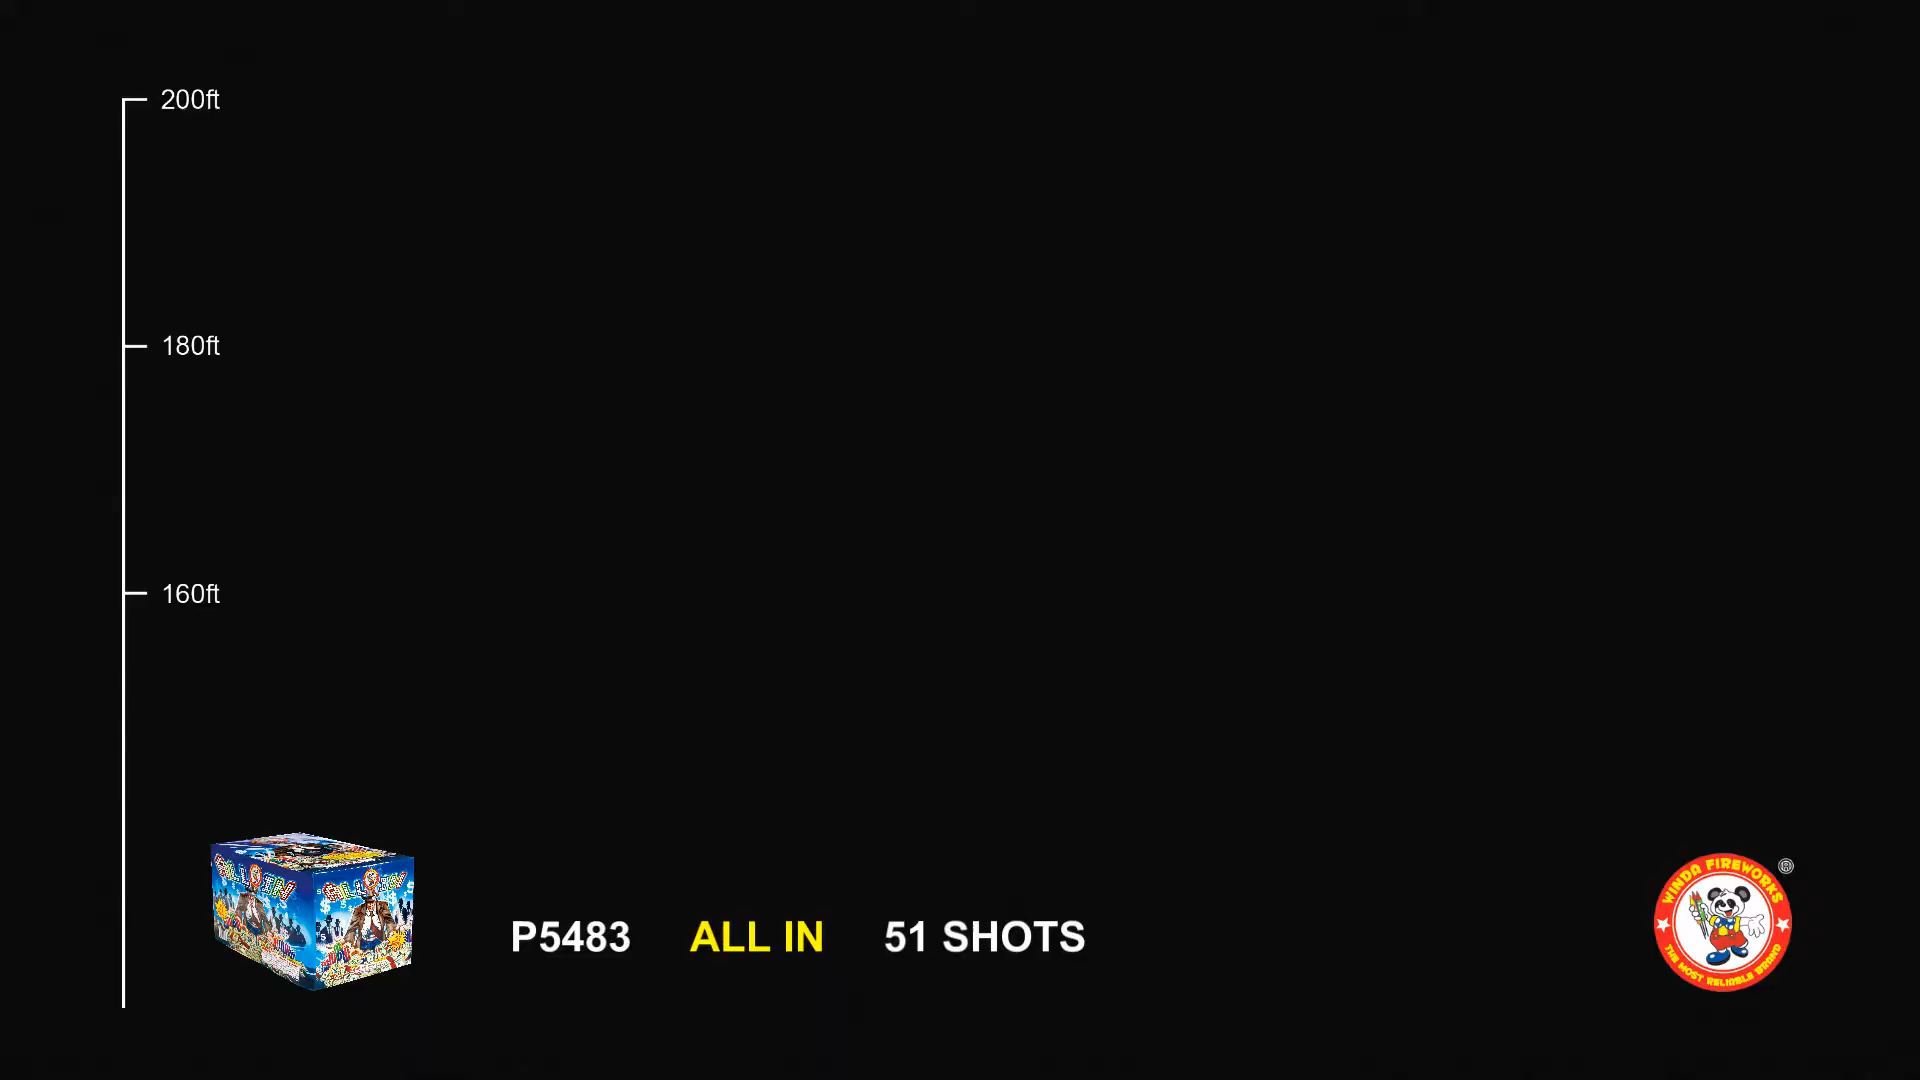 200ft
180ft
160ft
P5483 ALL IN 51 SHOTS
WINDA FIREWORKS ®
THE MOST RELIABLE BRAND